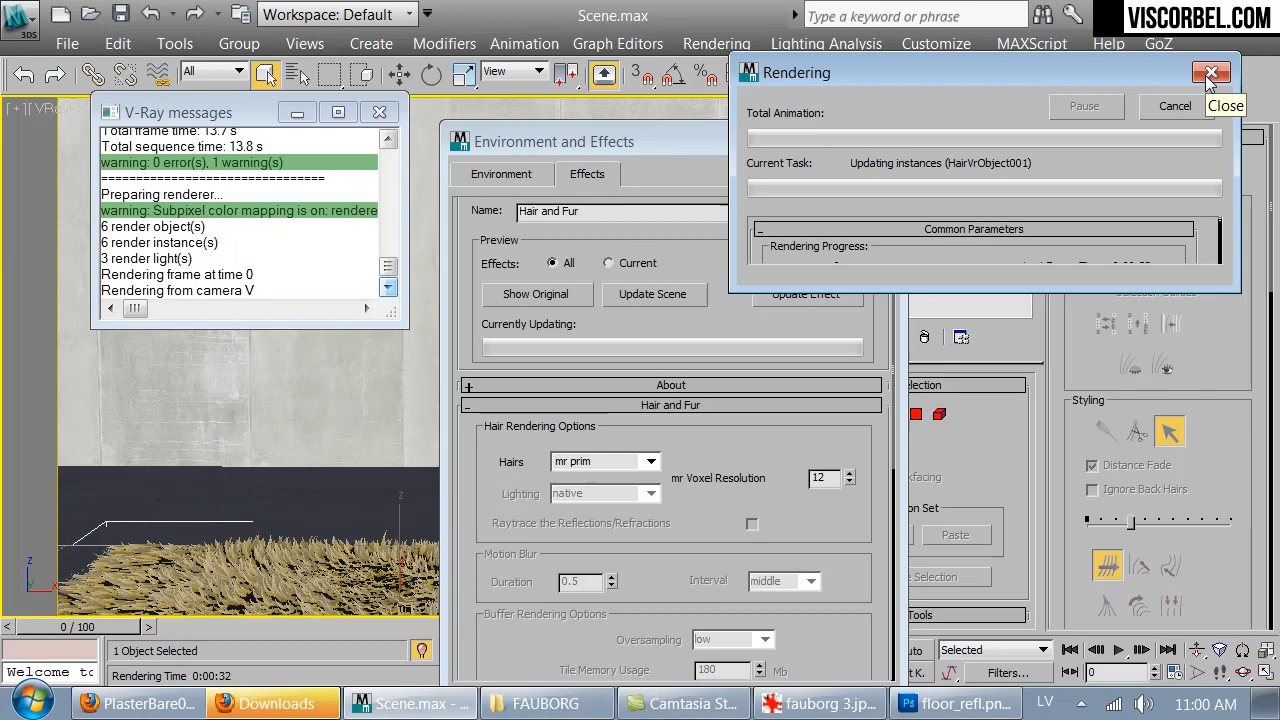 Workspace: Default
Scene.max
Type a keyword or phrase
VISCORBEL.COM
3DS
File Edit Tools Group Views Create Modifiers Animation Graph Editors Rendering Lighting Analysis Customize MAXScript Help GoZ
All
View
3
Rendering
Close
Pause
Cancel
Total Animation:
Current Task: Updating instances (HairVrObject001)
Common Parameters
Rendering Progress:
V-Ray messages
Total frame time: 13.7 s
Total sequence time: 13.8 s
warning: 0 error(s), 1 warning(s)
===============================
Preparing renderer...
warning: Subpixel color mapping is on: rendere
6 render object(s)
6 render instance(s)
3 render light(s)
Rendering frame at time 0
Rendering from camera V
Environment and Effects
Environment Effects
Name: Hair and Fur
Preview
Effects: All Current
Show Original Update Scene Update Effect
Currently Updating:
+ About
- Hair and Fur
Hair Rendering Options
Hairs mr prim
mr Voxel Resolution 12
Lighting native
Raytrace the Reflections/Refractions
Motion Blur
Duration 0.5 Interval middle
Buffer Rendering Options
Oversampling low
Tile Memory Usage 180 Mb
Selection Utilities
Styling
Distance Fade
Ignore Back Hairs
Paste
Tools
z
z
x
y
0 / 100
1 Object Selected
Welcome to
Rendering Time 0:00:32
Selected
Filters...
0
PlasterBare0...
Downloads
Scene.max - ...
FAUBORG
Camtasia St...
fauborg 3.jp...
floor_refl.pn...
LV
11:00 AM